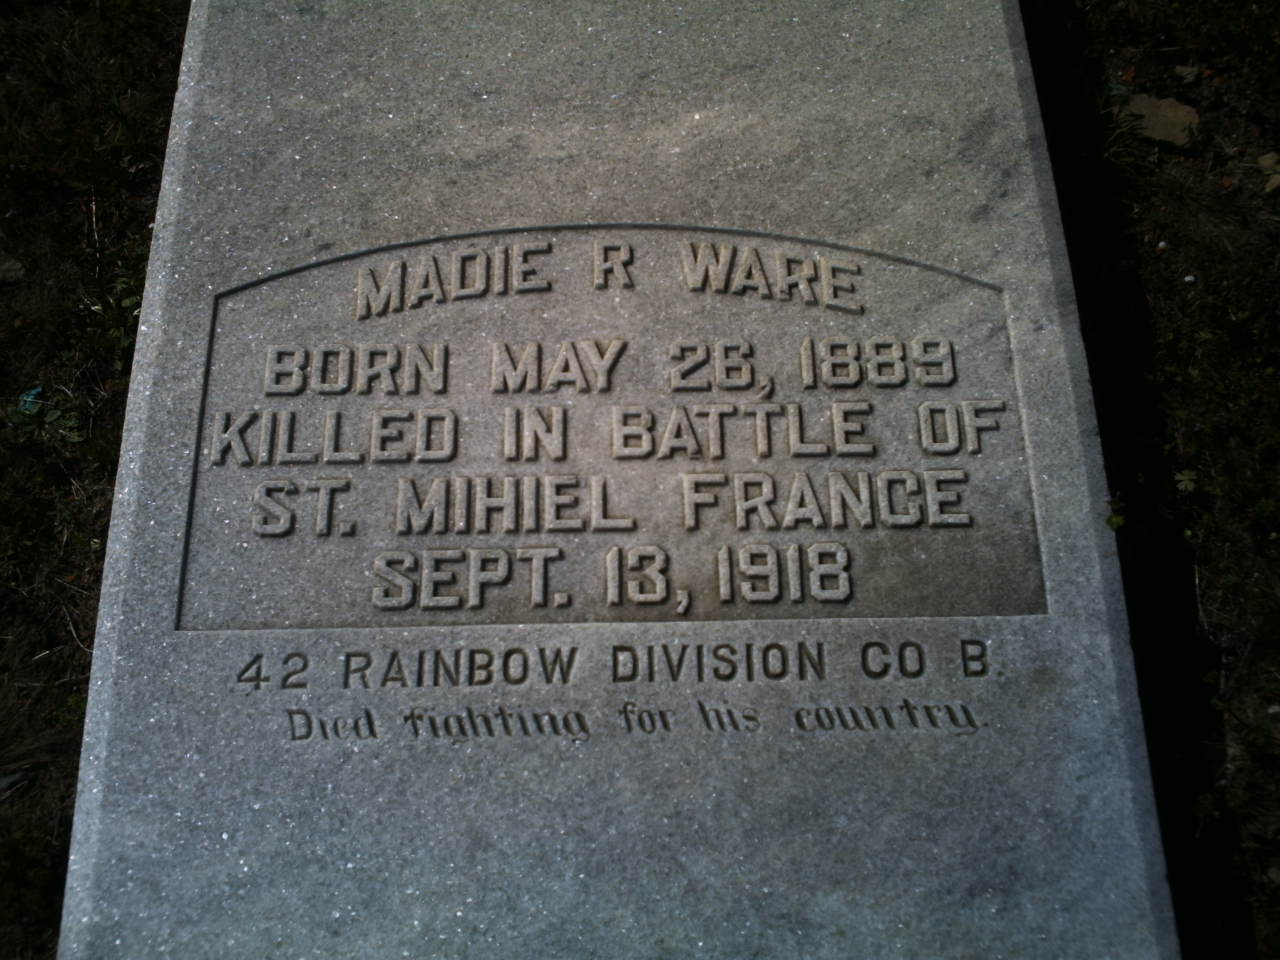 MADIE R WARE
BORN MAY 26, 1889
KILLED IN BATTLE OF
ST. MIHIEL FRANCE
SEPT. 13, 1918
42 RAINBOW DIVISION CO B.
Died fighting for his country.